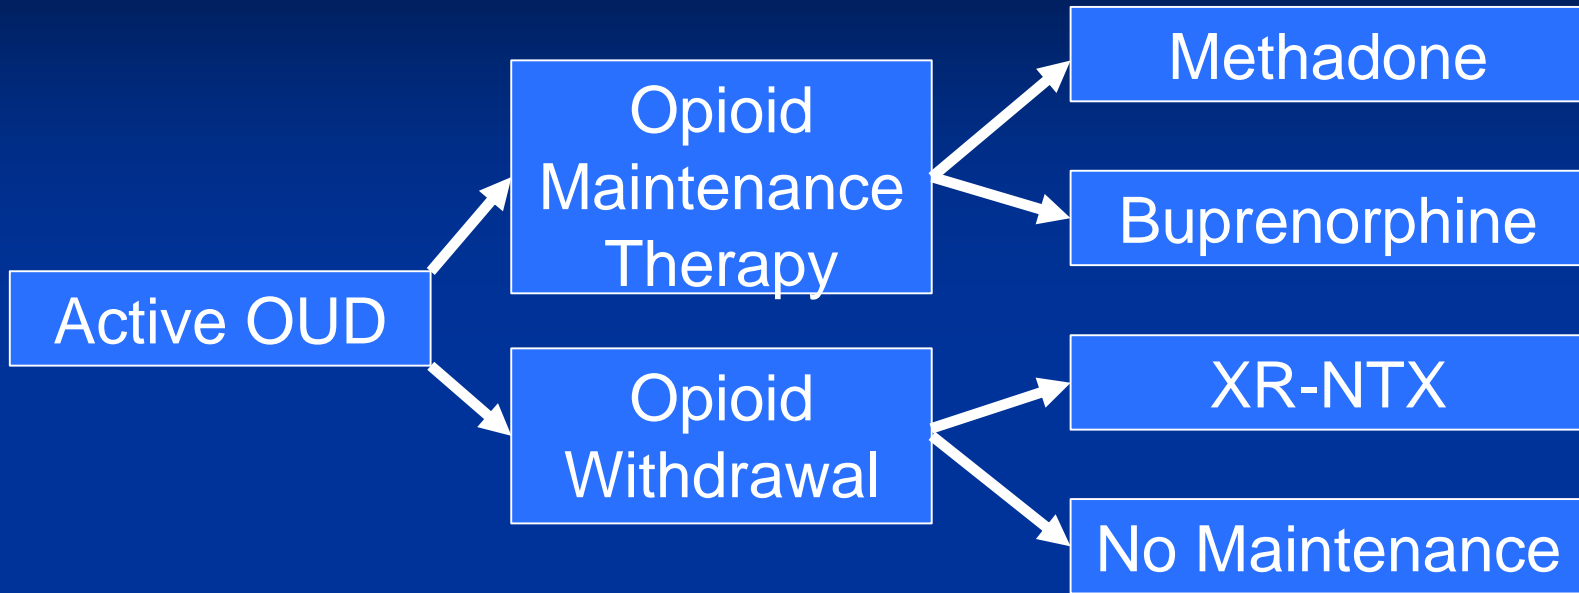 Active OUD
Opioid
Maintenance
Therapy
Opioid
Withdrawal
Methadone
Buprenorphine
XR-NTX
No Maintenance